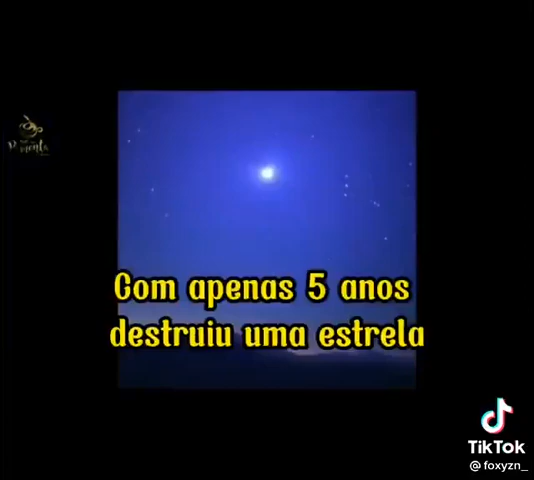 Com apenas 5 anos
destruiu uma estrela
TikTok
@foxyzn_